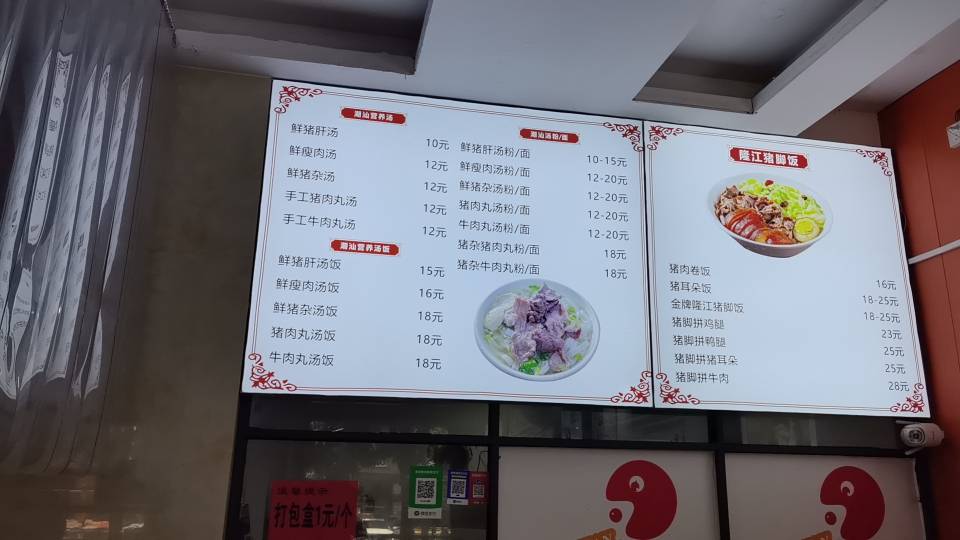 潮汕营养汤
鲜猪肝汤 10元
鲜瘦肉汤 12元
鲜猪杂汤 12元
手工猪肉丸汤 12元
手工牛肉丸汤 12元
潮汕营养汤饭
鲜猪肝汤饭 15元
鲜瘦肉汤饭 16元
鲜猪杂汤饭 18元
猪肉丸汤饭 18元
牛肉丸汤饭 18元
潮汕汤粉/面
鲜猪肝汤粉/面 10-15元
鲜瘦肉汤粉/面 12-20元
鲜猪杂汤粉/面 12-20元
猪肉丸汤粉/面 12-20元
牛肉丸汤粉/面 12-20元
猪杂猪肉丸粉/面 18元
猪杂牛肉丸粉/面 18元
隆江猪脚饭
猪肉卷饭 16元
猪耳朵饭 18-25元
金牌隆江猪脚饭 18-25元
猪脚拼鸡腿 23元
猪脚拼鸭腿 25元
猪脚拼猪耳朵 25元
猪脚拼牛肉 28元
温馨提示
打包盒1元/个